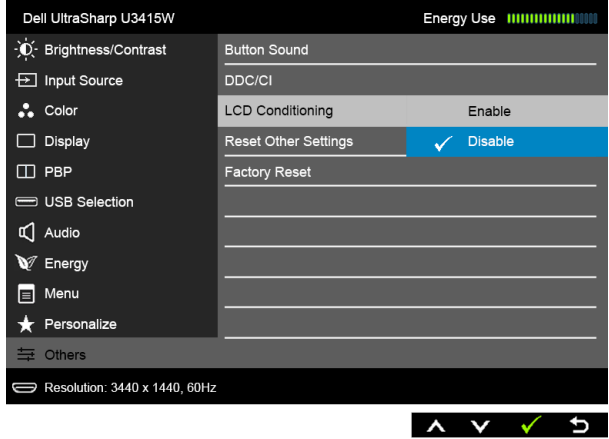 Dell UltraSharp U3415W Energy Use
Brightness/Contrast Button Sound
Input Source DDC/CI
Color LCD Conditioning Enable
Display Reset Other Settings Disable
PBP Factory Reset
USB Selection
Audio
Energy
Menu
Personalize
Others
Resolution: 3440 x 1440, 60Hz